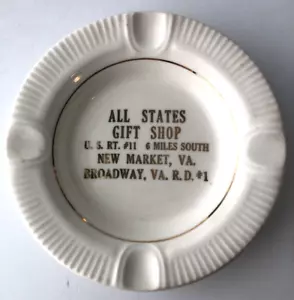 ALL STATES
GIFT SHOP
U. S. RT. #11 6 MILES SOUTH
NEW MARKET, VA.
BROADWAY, VA. R.D. #1